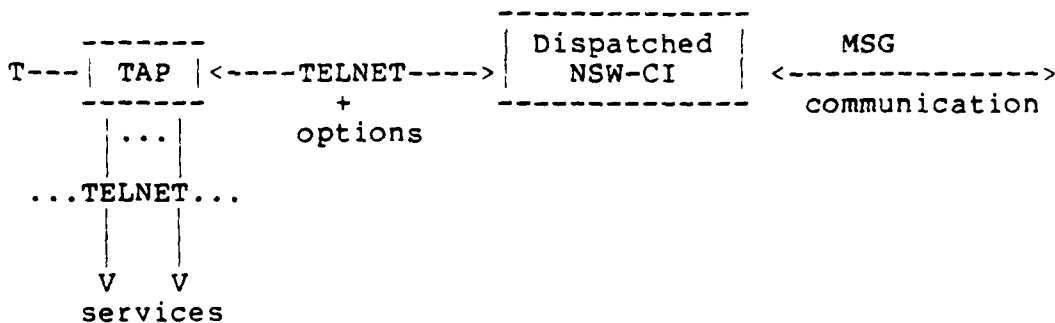 Dispatched MSG
T---| TAP |<----TELNET---->| NSW-CI | <-------------->
+ communication
|...| options
...TELNET...
V V
services